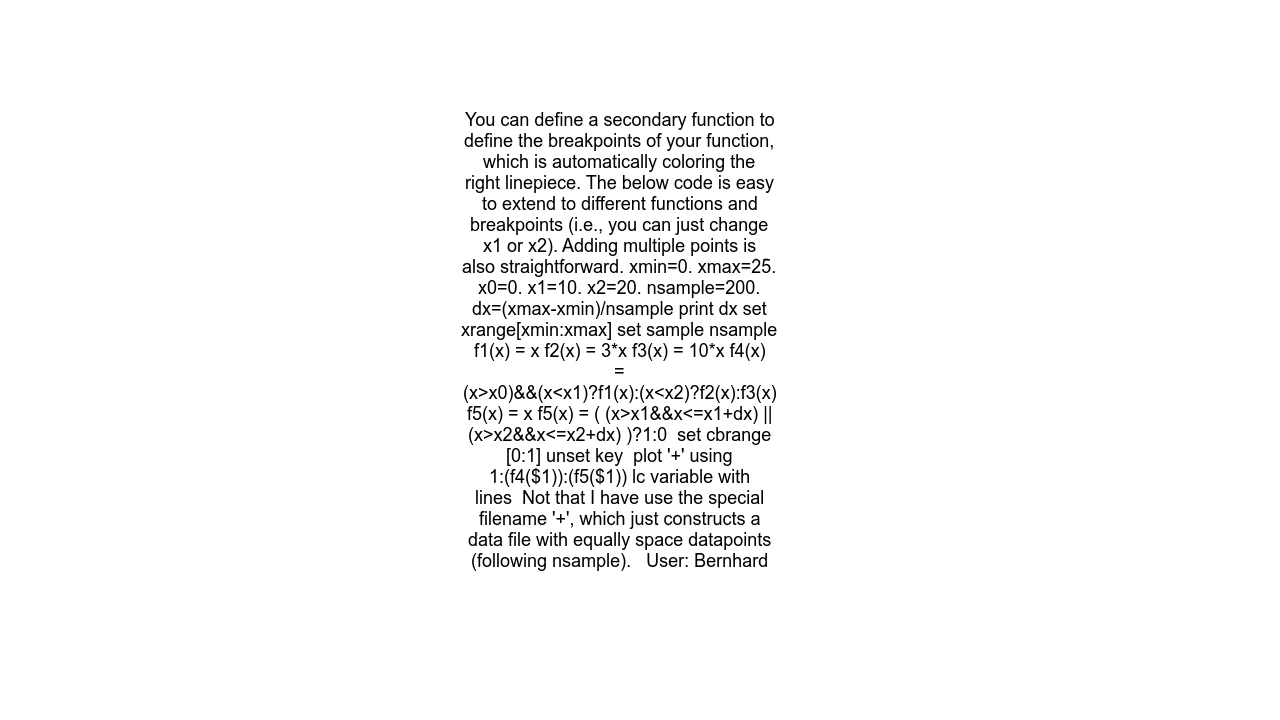 You can define a secondary function to
define the breakpoints of your function,
which is automatically coloring the
right linepiece. The below code is easy
to extend to different functions and
breakpoints (i.e., you can just change
x1 or x2). Adding multiple points is
also straightforward. xmin=0. xmax=25.
x0=0. x1=10. x2=20. nsample=200.
dx=(xmax-xmin)/nsample print dx set
xrange[xmin:xmax] set sample nsample
f1(x) = x f2(x) = 3*x f3(x) = 10*x f4(x)
=
(x>x0)&&(x<x1)?f1(x):(x<x2)?f2(x):f3(x)
f5(x) = x f5(x) = ( (x>x1&&x<=x1+dx) ||
(x>x2&&x<=x2+dx) )?1:0  set cbrange
[0:1] unset key  plot '+' using
1:(f4($1)):(f5($1)) lc variable with
lines  Not that I have use the special
filename '+', which just constructs a
data file with equally space datapoints
(following nsample).   User: Bernhard